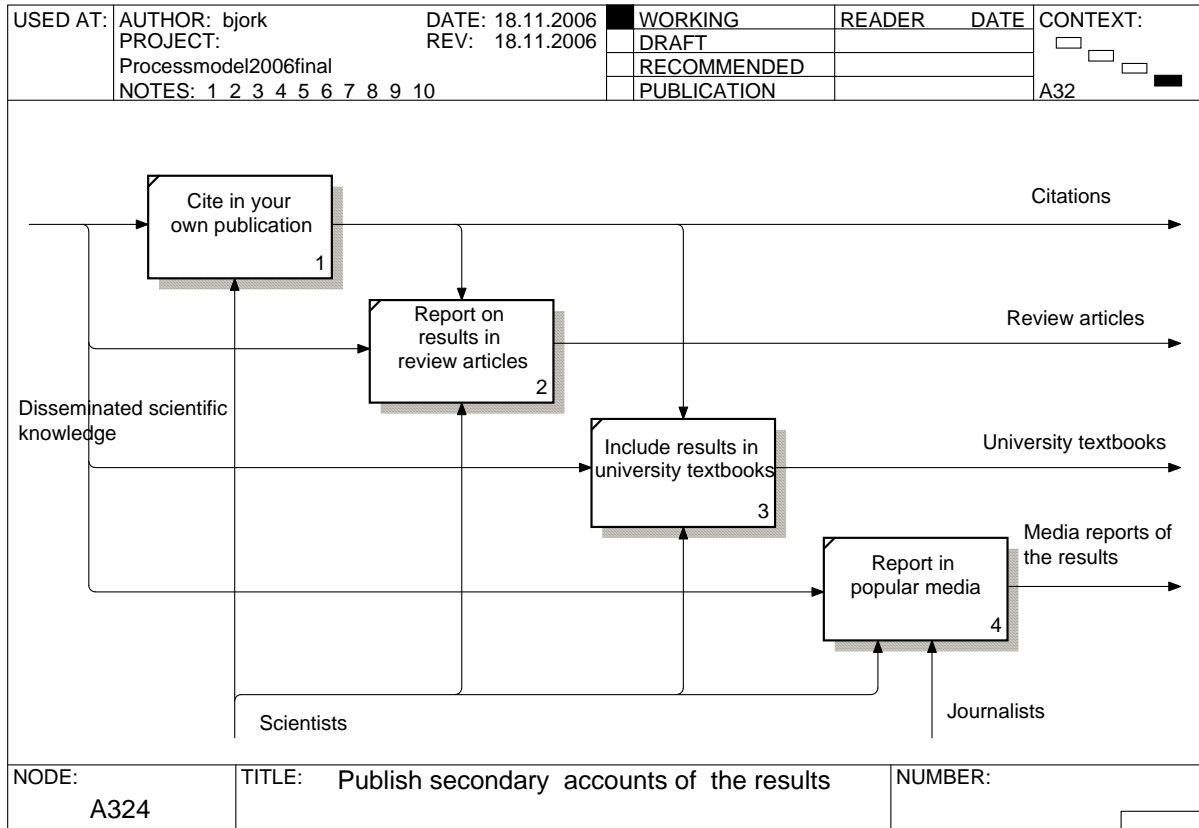 USED AT:
AUTHOR: bjork
DATE: 18.11.2006
PROJECT:
REV: 18.11.2006
Processmodel2006final
NOTES: 1 2 3 4 5 6 7 8 9 10
WORKING
DRAFT
RECOMMENDED
PUBLICATION
READER DATE
CONTEXT:
A32
Cite in your
own publication
1
Citations
Report on
results in
review articles
2
Review articles
Disseminated scientific
knowledge
Include results in
university textbooks
3
University textbooks
Report in
popular media
4
Media reports of
the results
Scientists
Journalists
NODE:
A324
TITLE: Publish secondary accounts of the results
NUMBER: